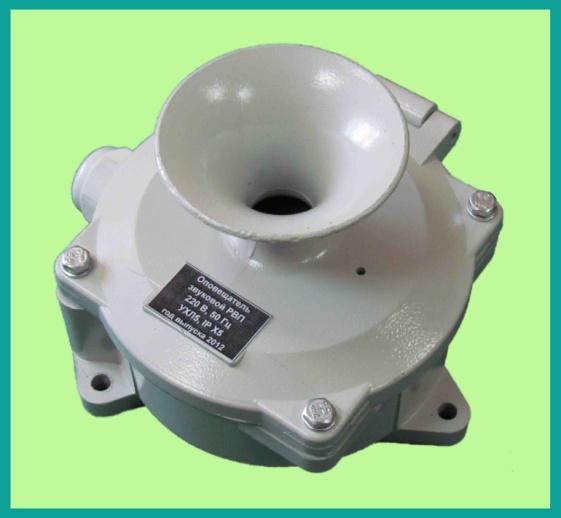 Оповещатель
звуковой РВП
220 В, 50 Гц
УХЛ5, IP X5
год выпуска 2012